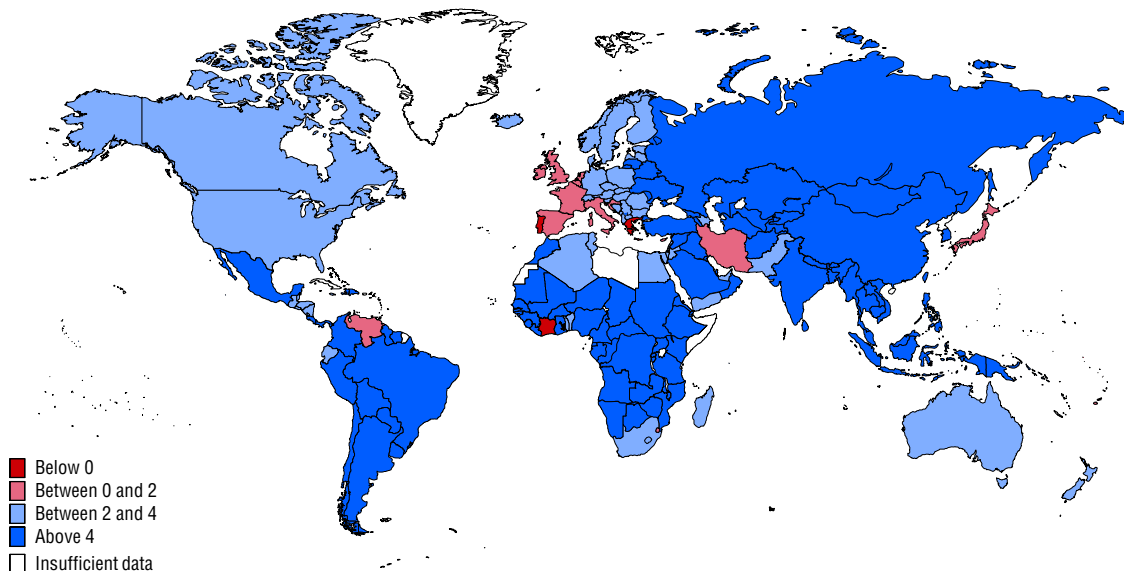 Below 0
Between 0 and 2
Between 2 and 4
Above 4
Insufficient data